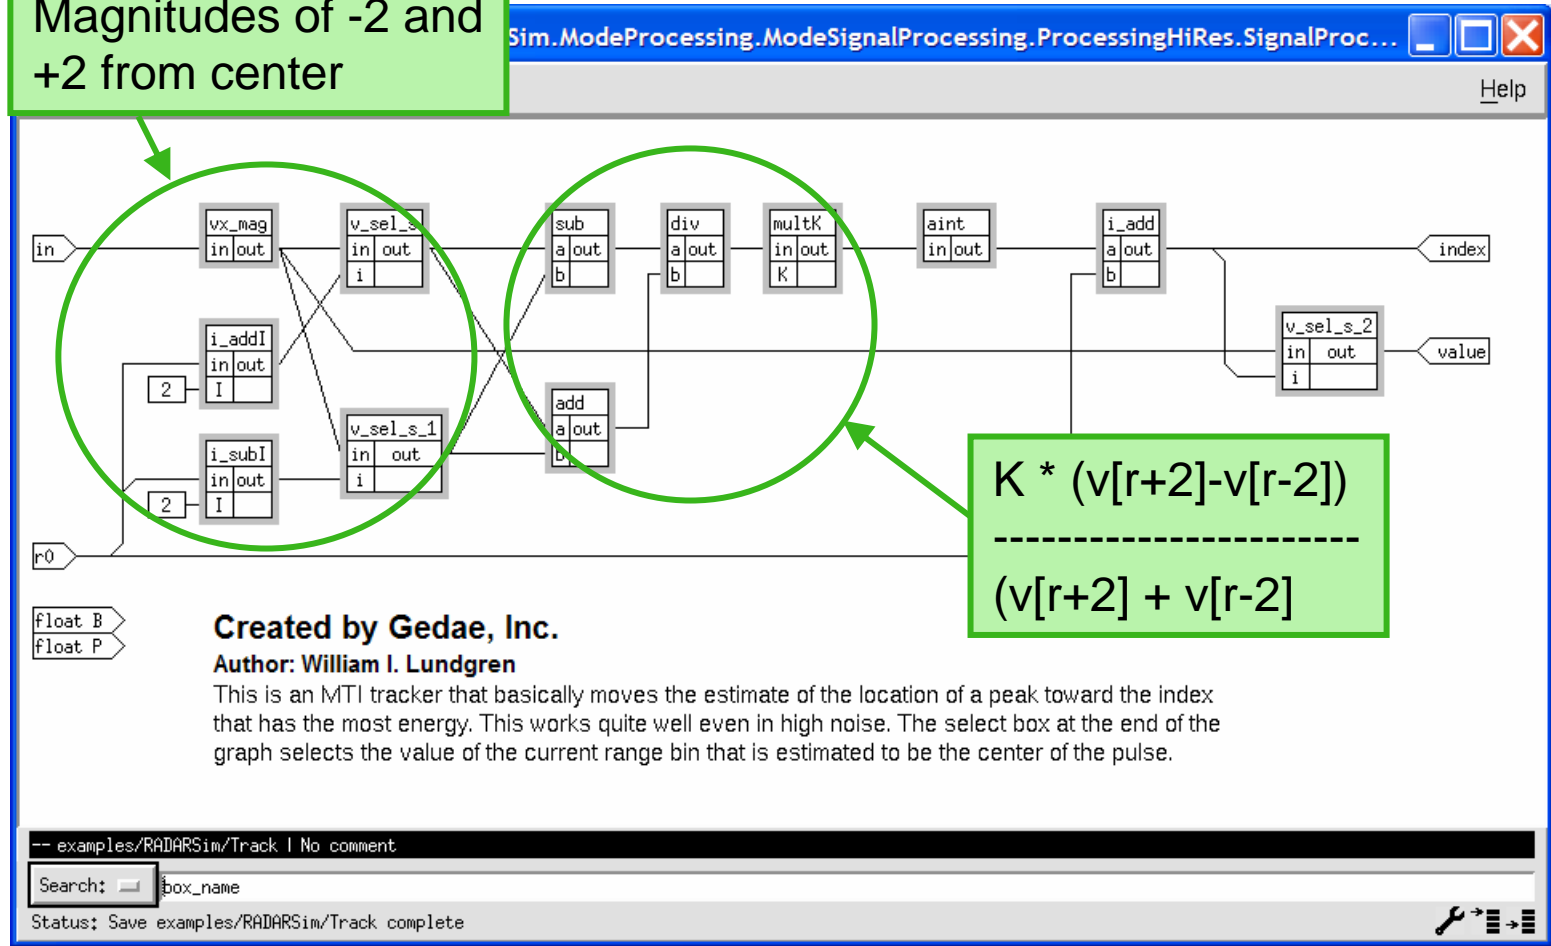 Magnitudes of -2 and
+2 from center
Sim.ModeProcessing.ModeSignalProcessing.ProcessingHiRes.SignalProc...
Help
in
vx_mag
in out
v_sel_s
in out
i
sub
a out
b
div
a out
b
multK
in out
K
aint
in out
i_add
a out
b
index
i_addI
in out
2 I
v_sel_s_2
in out
i
value
add
a out
b
v_sel_s_1
in out
i
i_subI
in out
2 I
K * (v[r+2]-v[r-2])
-----------------------
(v[r+2] + v[r-2]
r0
float B
float P
Created by Gedae, Inc.
Author: William I. Lundgren
This is an MTI tracker that basically moves the estimate of the location of a peak toward the index
that has the most energy. This works quite well even in high noise. The select box at the end of the
graph selects the value of the current range bin that is estimated to be the center of the pulse.
-- examples/RADARSim/Track | No comment
Search: box_name
Status: Save examples/RADARSim/Track complete